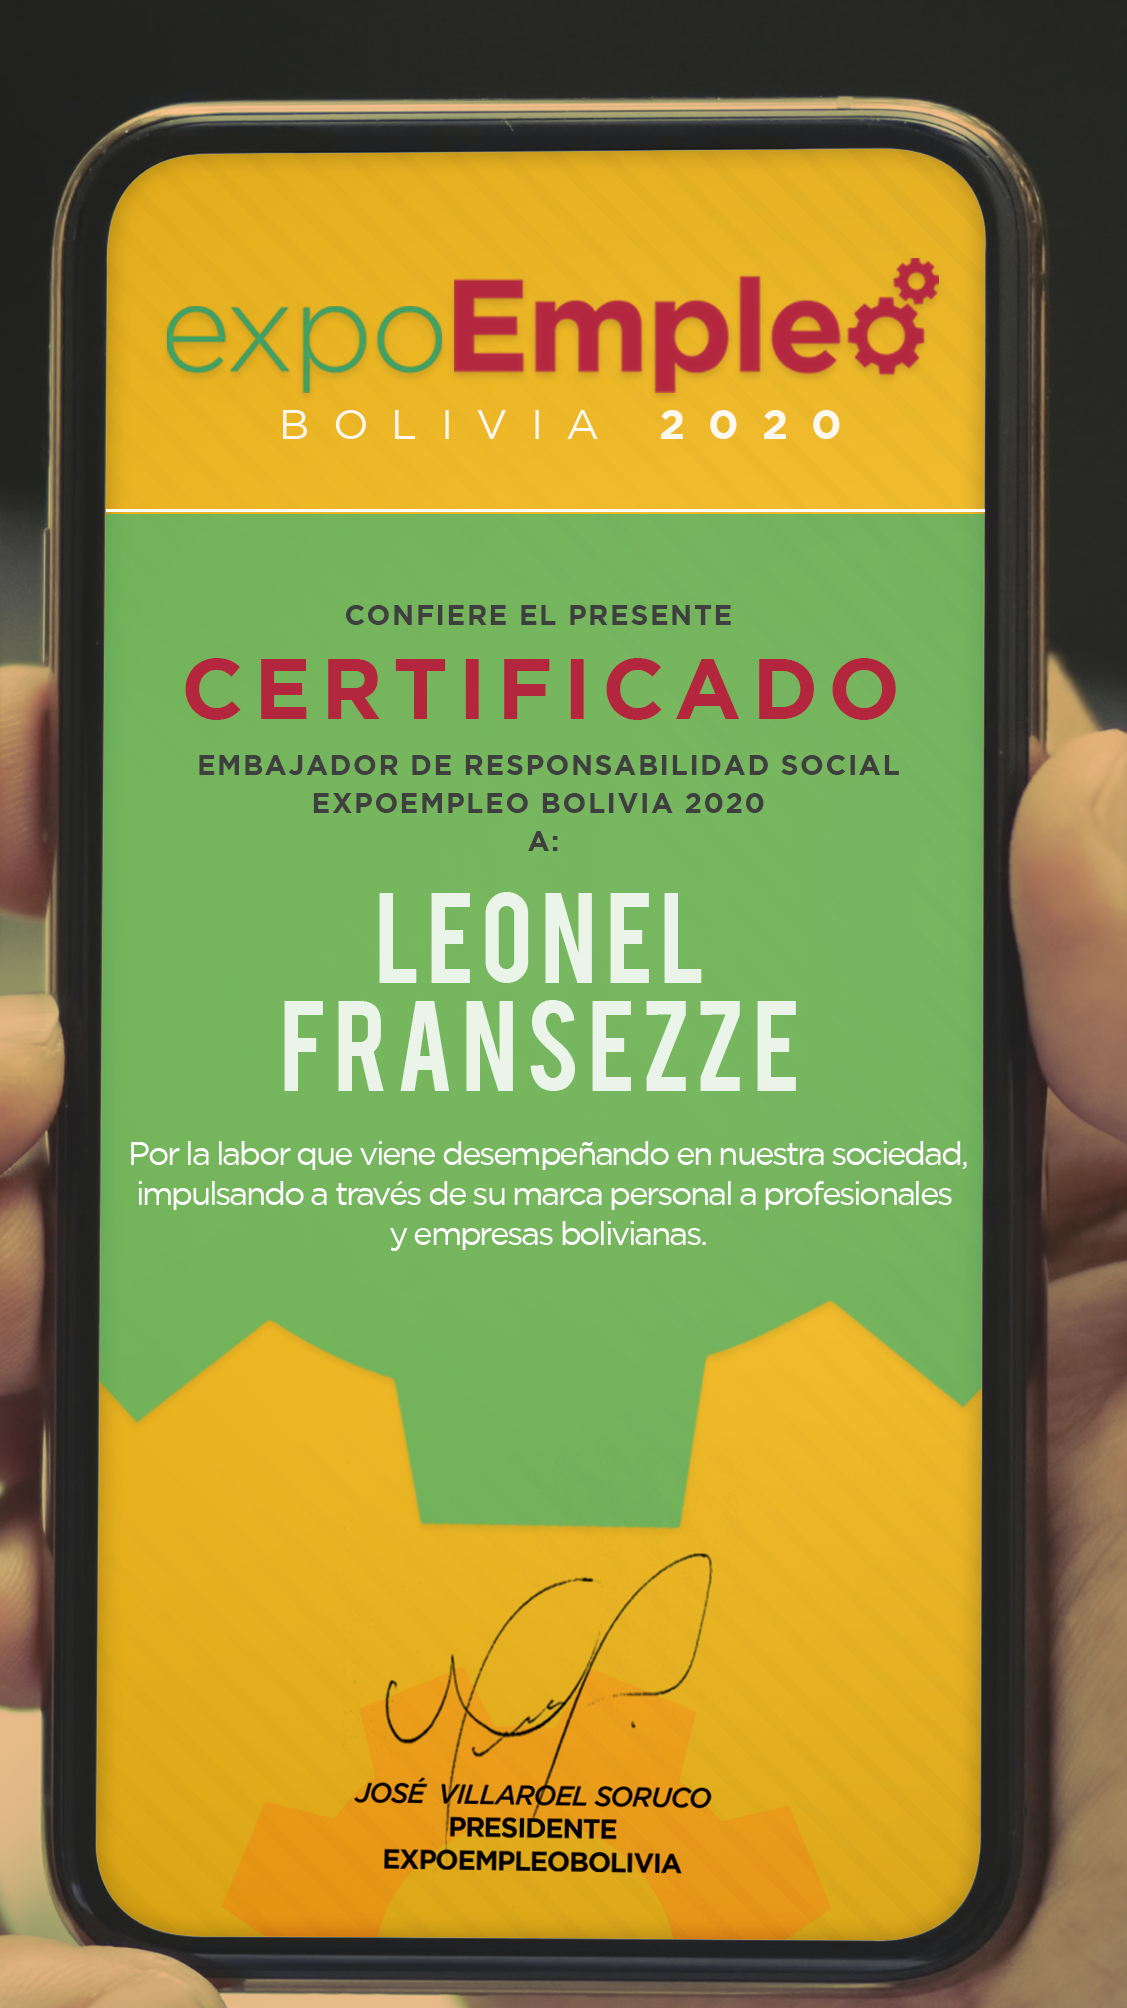 expoEmpleo
BOLIVIA 2020
CONFIERE EL PRESENTE
CERTIFICADO
EMBAJADOR DE RESPONSABILIDAD SOCIAL
EXPOEMPLEO BOLIVIA 2020
A:
LEONEL
FRANSEZZE
Por la labor que viene desempeñando en nuestra sociedad,
impulsando a través de su marca personal a profesionales
y empresas bolivianas.
JOSÉ VILLAROEL SORUCO
PRESIDENTE
EXPOEMPLEOBOLIVIA